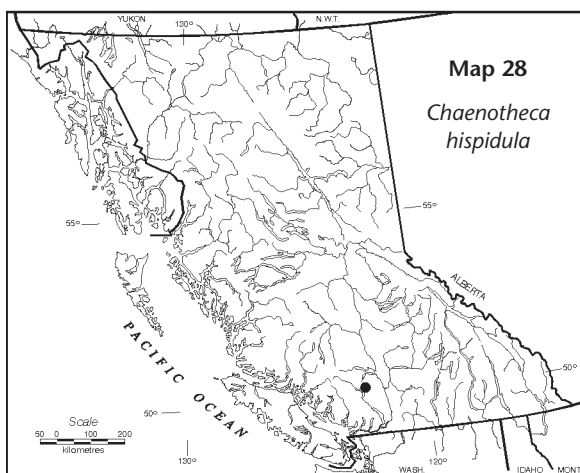 YUKON
130°
N.W.T.
Map 28
Chaenotheca
hispidula
55°
55°
ALBERTA
PACIFIC OCEAN
50°
50°
Scale
50 0 100 200
kilometres
130°
120°
WASH.
IDAHO
MONT.